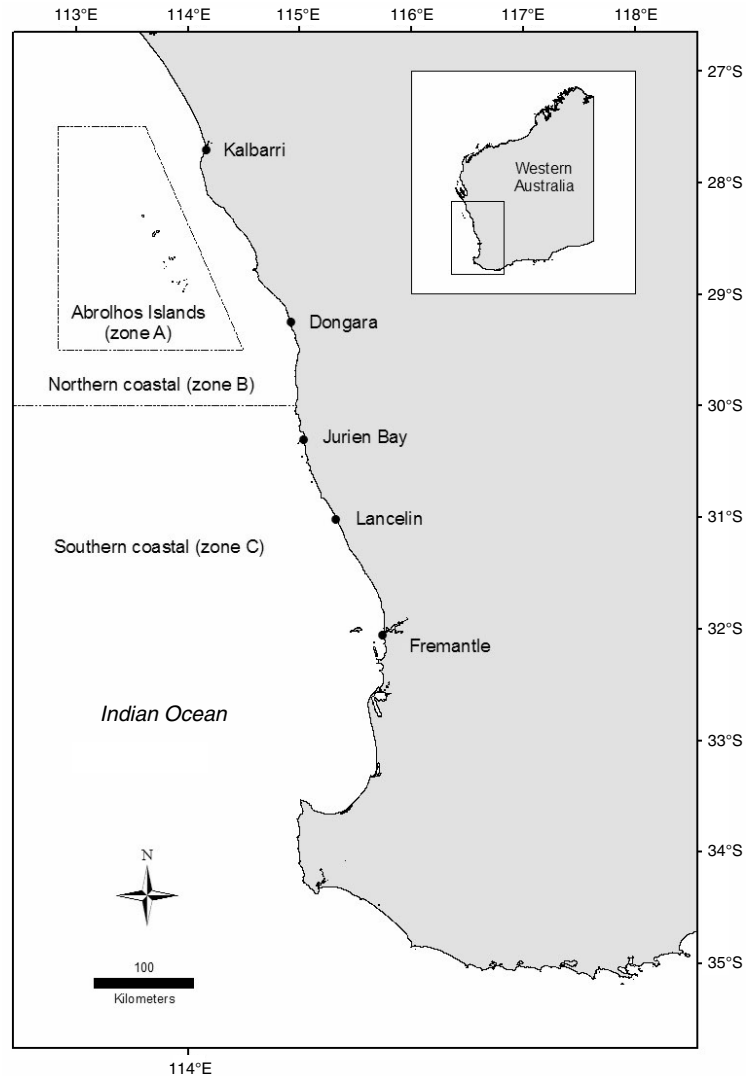 113°E 114°E 115°E 116°E 117°E 118°E
27°S
Kalbarri
Western
Australia
28°S
29°S
Abrolhos Islands
(zone A)
Dongara
Northern coastal (zone B)
30°S
Jurien Bay
31°S
Lancelin
Southern coastal (zone C)
32°S
Fremantle
Indian Ocean
33°S
34°S
N
100
Kilometers
35°S
114°E